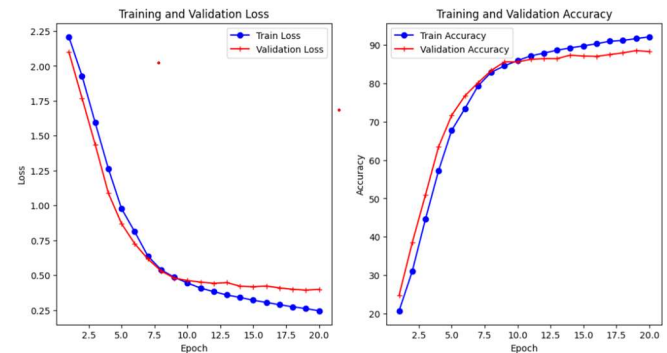 Training and Validation Loss
Train Loss
Validation Loss
2.25
2.00
1.75
1.50
1.25
1.00
0.75
0.50
0.25
Loss
2.5 5.0 7.5 10.0 12.5 15.0 17.5 20.0
Epoch
Training and Validation Accuracy
Train Accuracy
Validation Accuracy
90
80
70
60
50
40
30
20
Accuracy
2.5 5.0 7.5 10.0 12.5 15.0 17.5 20.0
Epoch